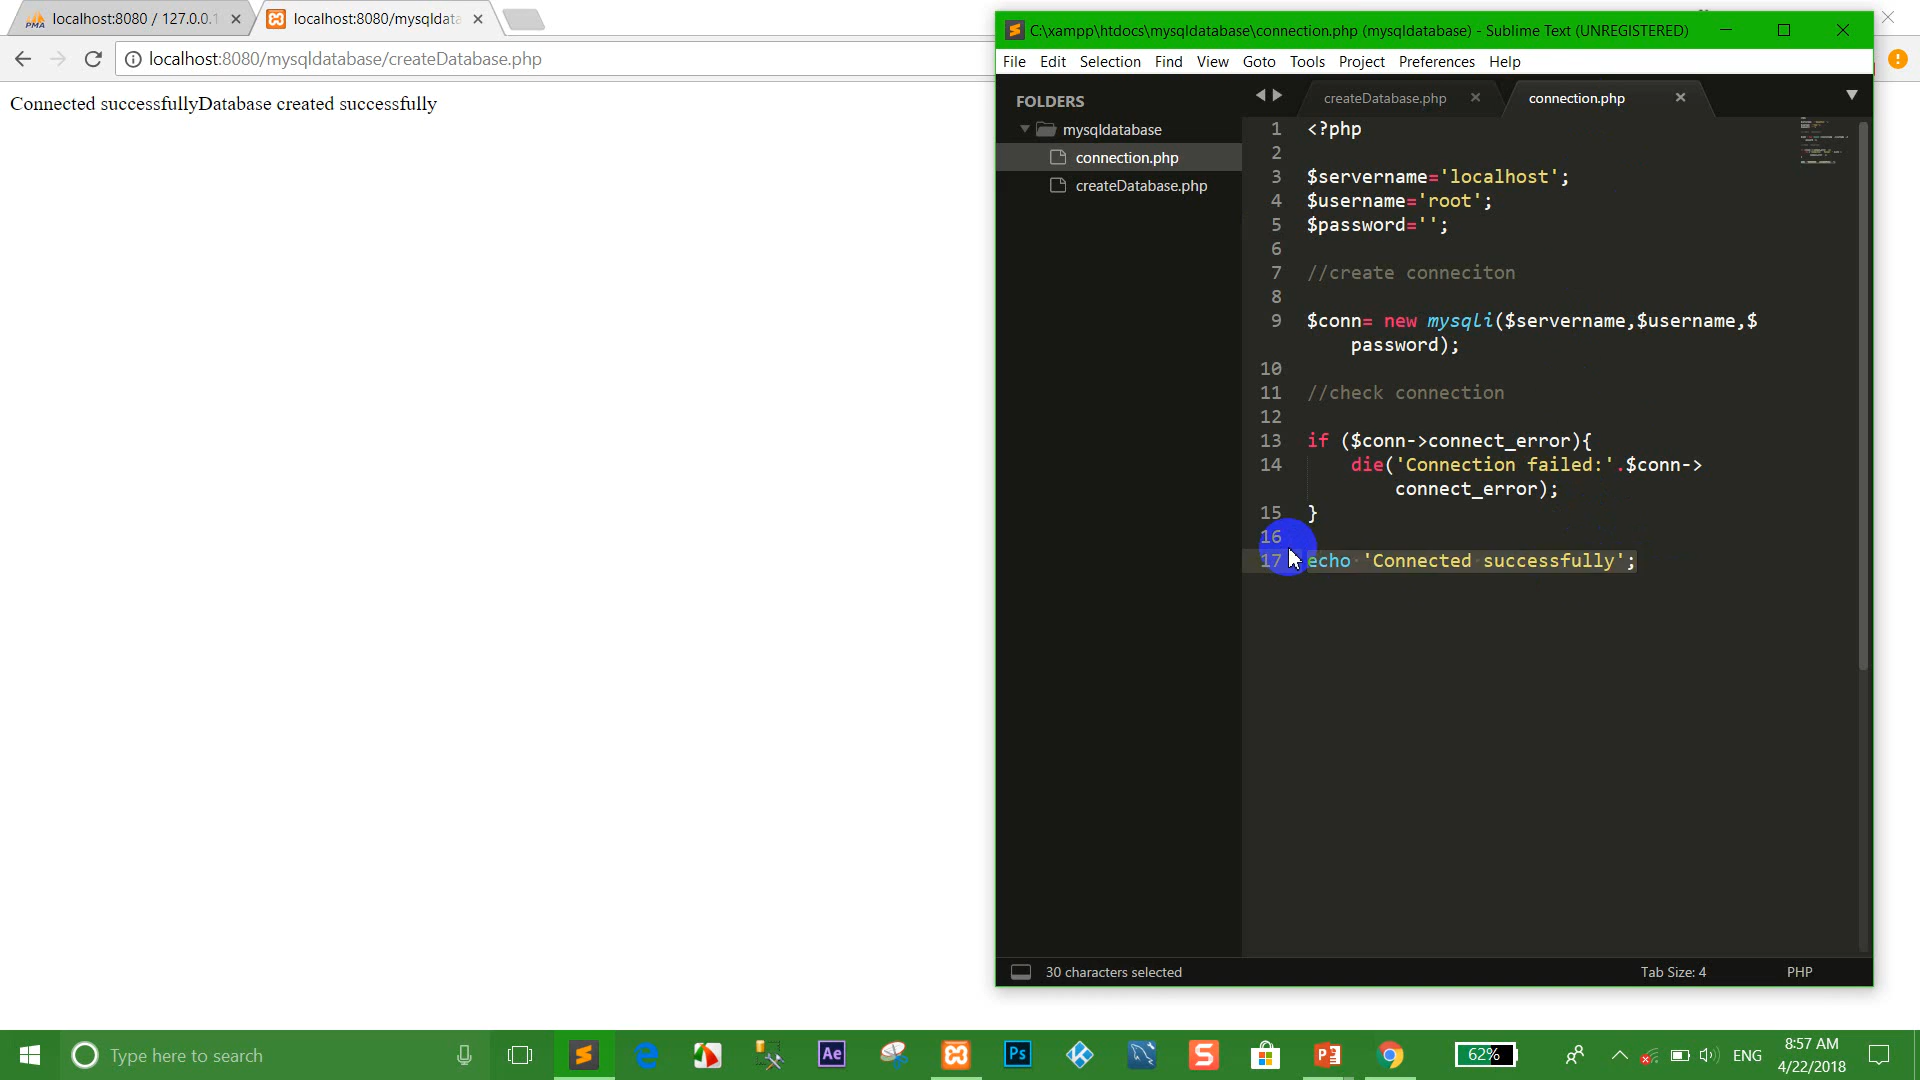 localhost:8080 / 127.0.0.1
localhost:8080/mysqldata
localhost:8080/mysqldatabase/createDatabase.php
Connected successfullyDatabase created successfully
C:\xampp\htdocs\mysqldatabase\connection.php (mysqldatabase) - Sublime Text (UNREGISTERED)
File Edit Selection Find View Goto Tools Project Preferences Help
FOLDERS
mysqldatabase
connection.php
createDatabase.php
createDatabase.php
connection.php
1 <?php
2
3 $servername='localhost';
4 $username='root';
5 $password='';
6
7 //create conneciton
8
9 $conn= new mysqli($servername,$username,$
password);
10
11 //check connection
12
13 if ($conn->connect_error){
14 die('Connection failed:'.$conn->
connect_error);
15 }
16
17 echo 'Connected successfully';
30 characters selected
Tab Size: 4
PHP
Type here to search
62%
ENG
8:57 AM
4/22/2018
PMA
Ae
Ps